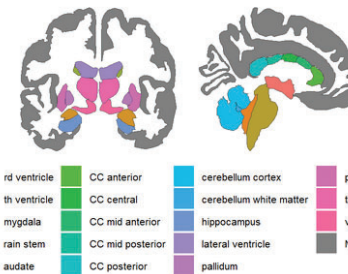 rd ventricle CC anterior cerebellum cortex p
th ventricle CC central cerebellum white matter t
mygdala CC mid anterior hippocampus v
rain stem CC mid posterior lateral ventricle N
audate CC posterior pallidum